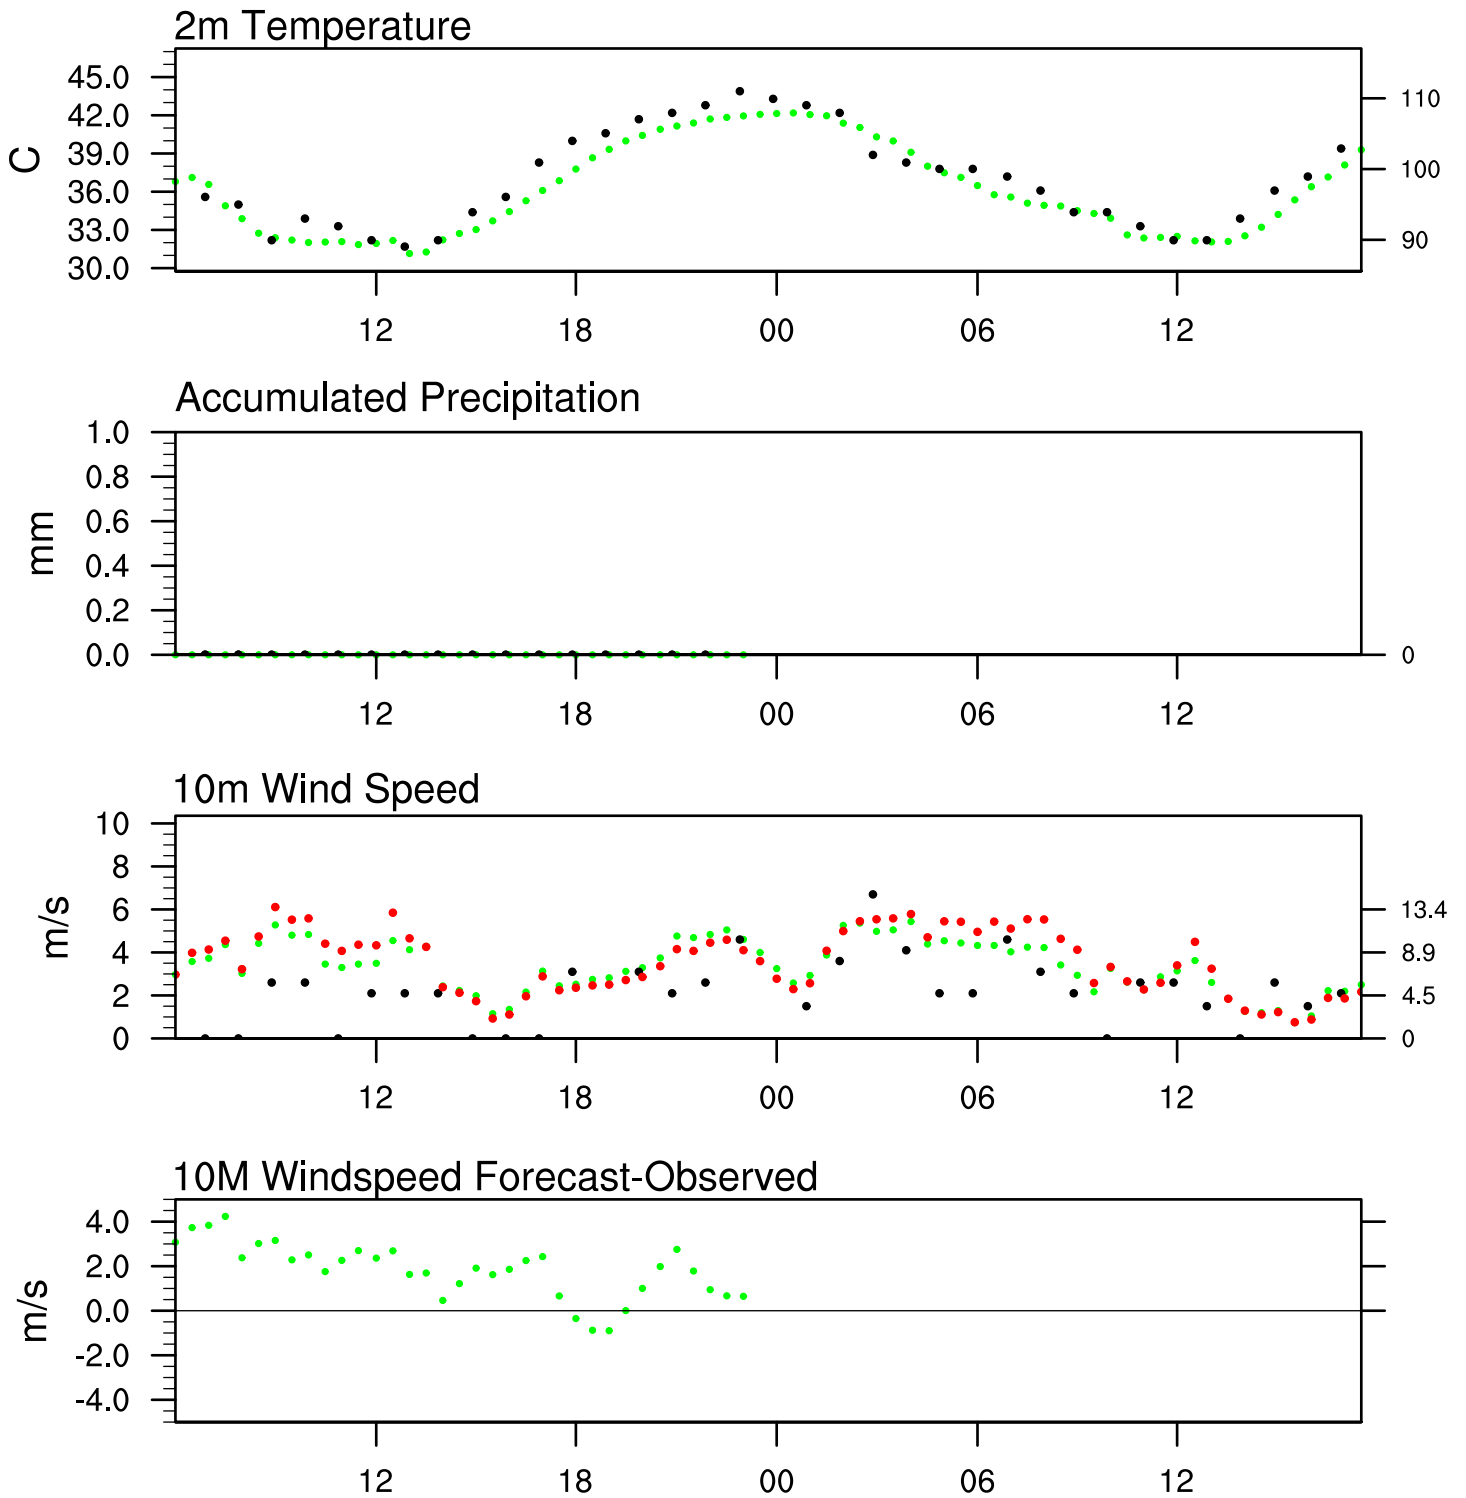 2m Temperature
45.0
42.0
39.0
36.0
33.0
30.0
C
110
100
90
12 18 00 06 12
Accumulated Precipitation
1.0
0.8
0.6
0.4
0.2
0.0
mm
0
12 18 00 06 12
10m Wind Speed
10
8
6
4
2
0
m/s
13.4
8.9
4.5
0
12 18 00 06 12
10M Windspeed Forecast-Observed
4.0
2.0
0.0
-2.0
-4.0
m/s
12 18 00 06 12